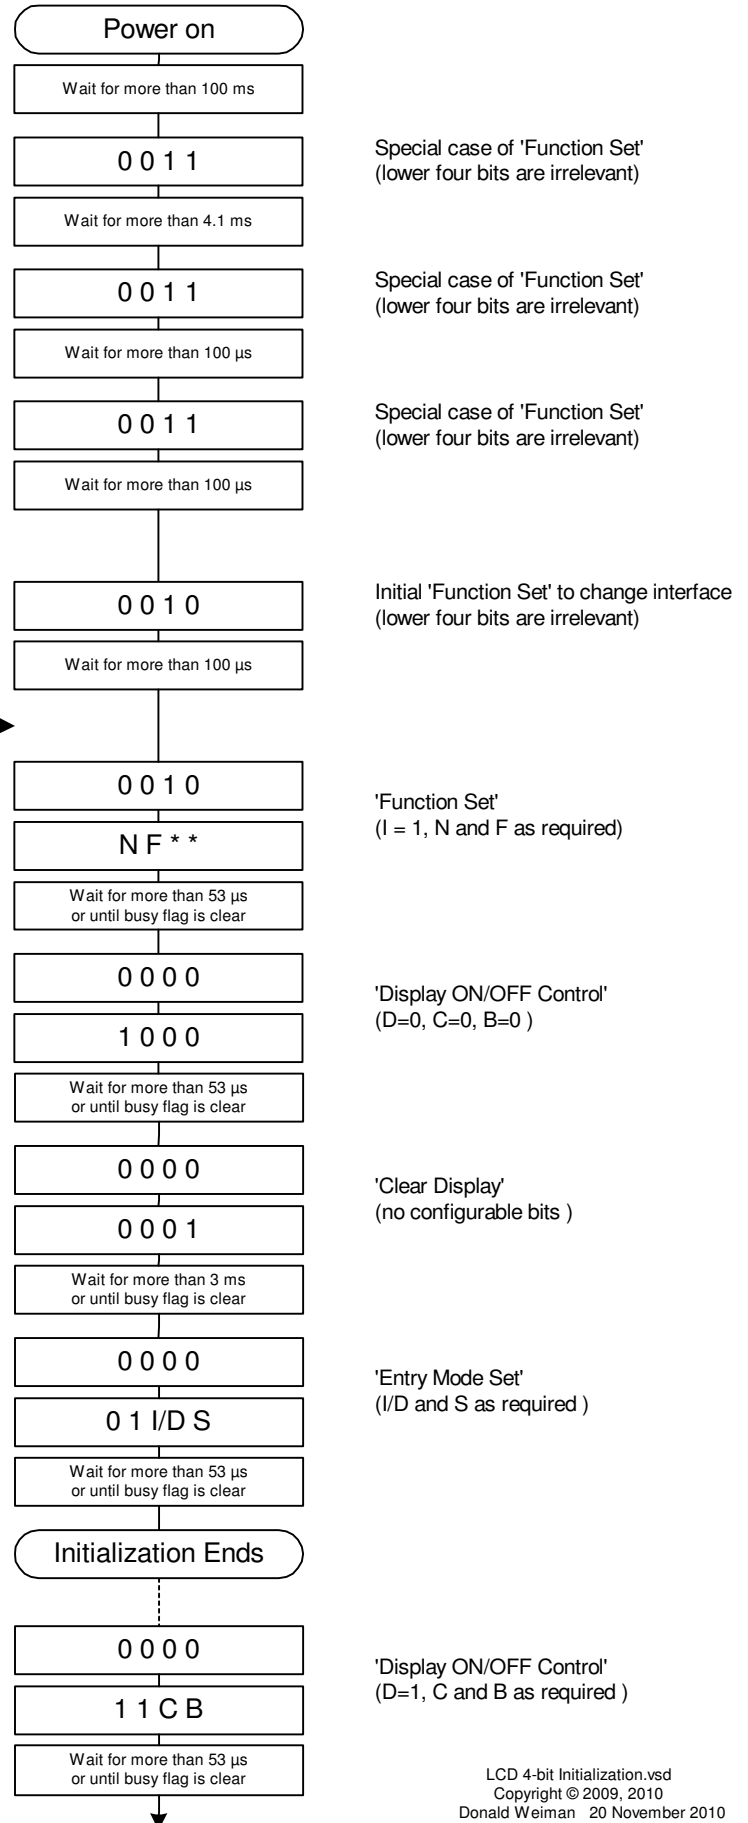 Power on
Wait for more than 100 ms
0 0 1 1
Special case of 'Function Set'
(lower four bits are irrelevant)
Wait for more than 4.1 ms
0 0 1 1
Special case of 'Function Set'
(lower four bits are irrelevant)
Wait for more than 100 µs
0 0 1 1
Special case of 'Function Set'
(lower four bits are irrelevant)
Wait for more than 100 µs
0 0 1 0
Initial 'Function Set' to change interface
(lower four bits are irrelevant)
Wait for more than 100 µs
0 0 1 0
N F * *
'Function Set'
(I = 1, N and F as required)
Wait for more than 53 µs
or until busy flag is clear
0 0 0 0
1 0 0 0
'Display ON/OFF Control'
(D=0, C=0, B=0 )
Wait for more than 53 µs
or until busy flag is clear
0 0 0 0
0 0 0 1
'Clear Display'
(no configurable bits )
Wait for more than 3 ms
or until busy flag is clear
0 0 0 0
0 1 I/D S
'Entry Mode Set'
(I/D and S as required )
Wait for more than 53 µs
or until busy flag is clear
Initialization Ends
0 0 0 0
1 1 C B
'Display ON/OFF Control'
(D=1, C and B as required )
Wait for more than 53 µs
or until busy flag is clear
LCD 4-bit Initialization.vsd
Copyright © 2009, 2010
Donald Weiman 20 November 2010